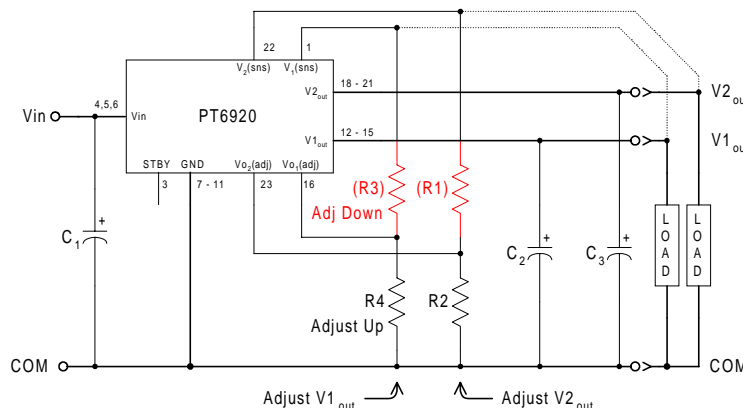 22
1
V2(sns)
V1(sns)
18 - 21
V2out
V2out
4,5,6
Vin
Vin
PT6920
12 - 15
V1out
V1out
STBY
GND
Vo2(adj)
Vo1(adj)
3
7 - 11
23
16
(R3)
(R1)
Adj Down
+
C1
+
C2
+
C3
LOAD
LOAD
R4
R2
Adjust Up
COM
COM
Adjust V1out
Adjust V2out